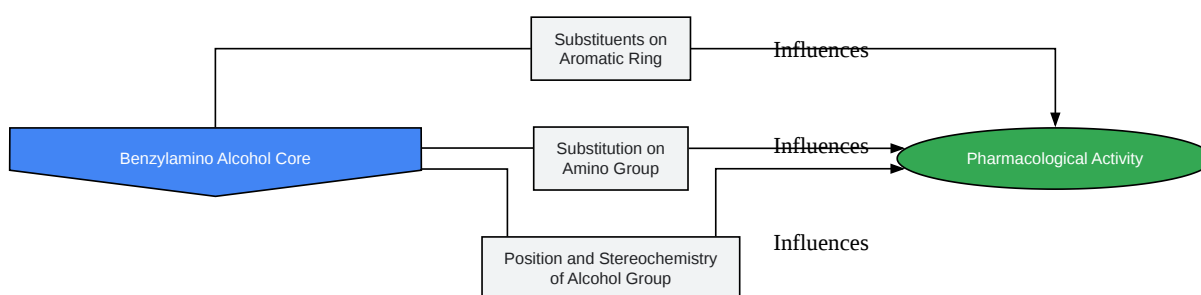 Substituents on
Aromatic Ring
Influences
Benzylamino Alcohol Core
Substitution on
Amino Group
Influences
Pharmacological Activity
Position and Stereochemistry
of Alcohol Group
Influences